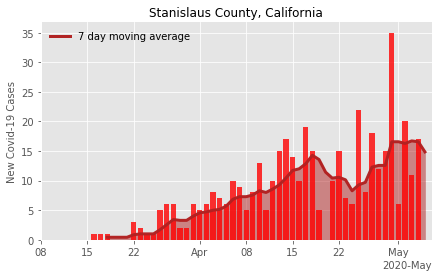 Stanislaus County, California
7 day moving average
New Covid-19 Cases
35
30
25
20
15
10
5
0
08 15 22 Apr 08 15 22 May
2020-May